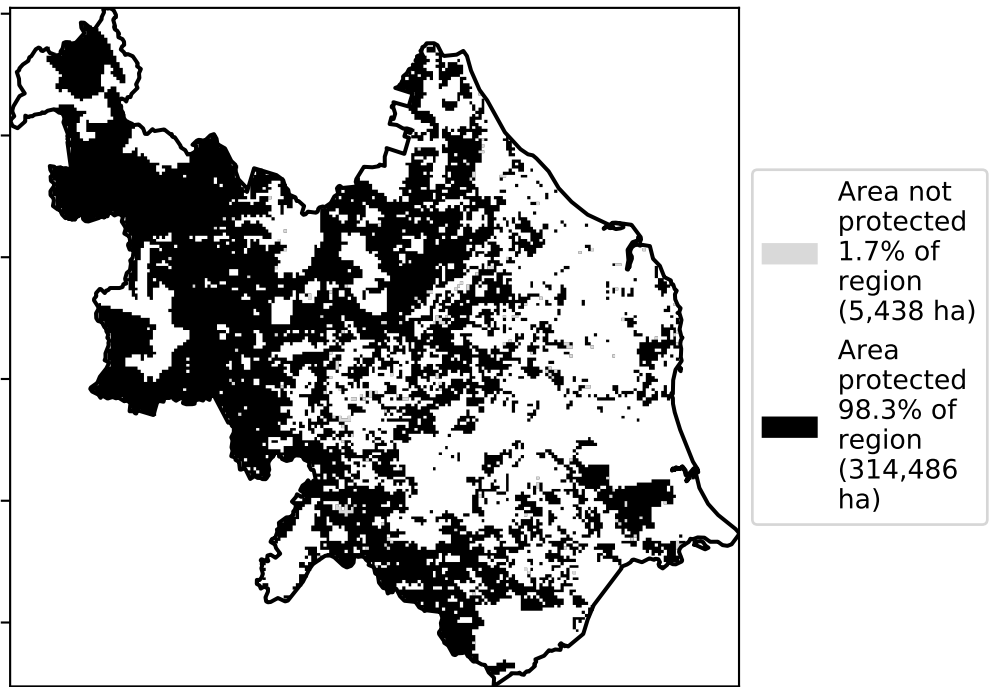 Area not
protected
1.7% of
region
(5,438 ha)
Area
protected
98.3% of
region
(314,486
ha)